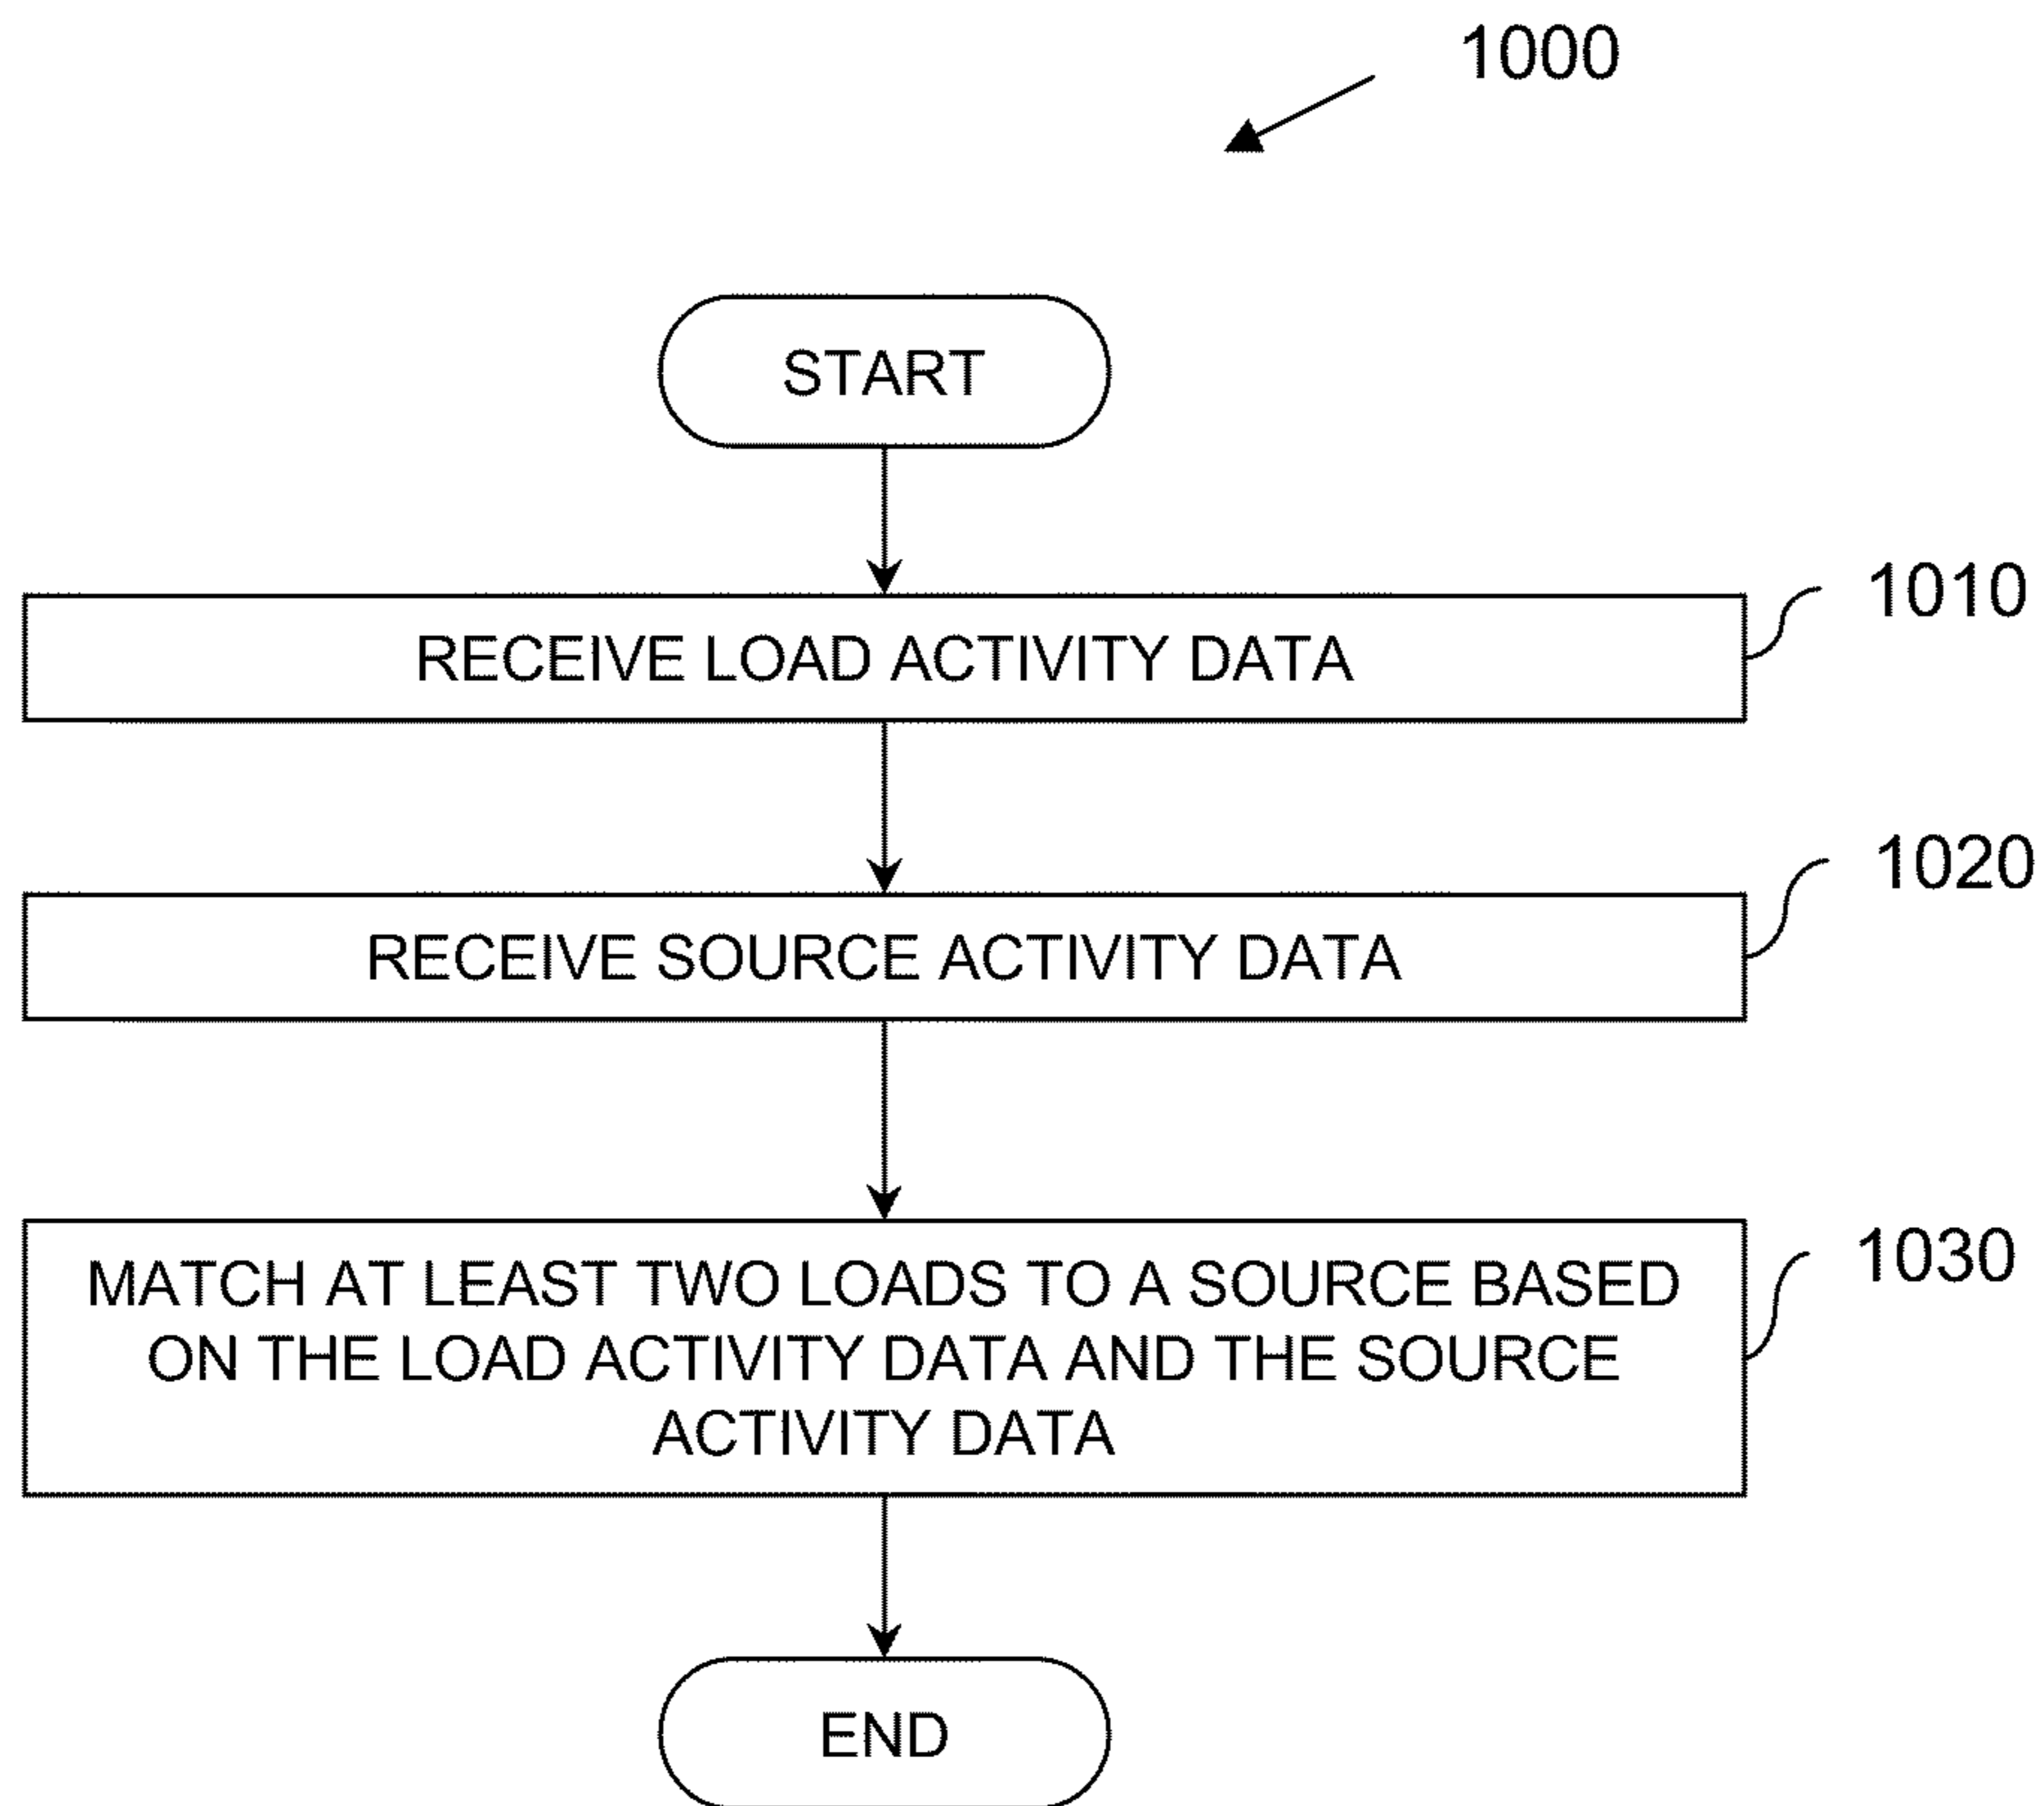 1000
START
RECEIVE LOAD ACTIVITY DATA
1010
RECEIVE SOURCE ACTIVITY DATA
1020
MATCH AT LEAST TWO LOADS TO A SOURCE BASED
ON THE LOAD ACTIVITY DATA AND THE SOURCE
ACTIVITY DATA
1030
END